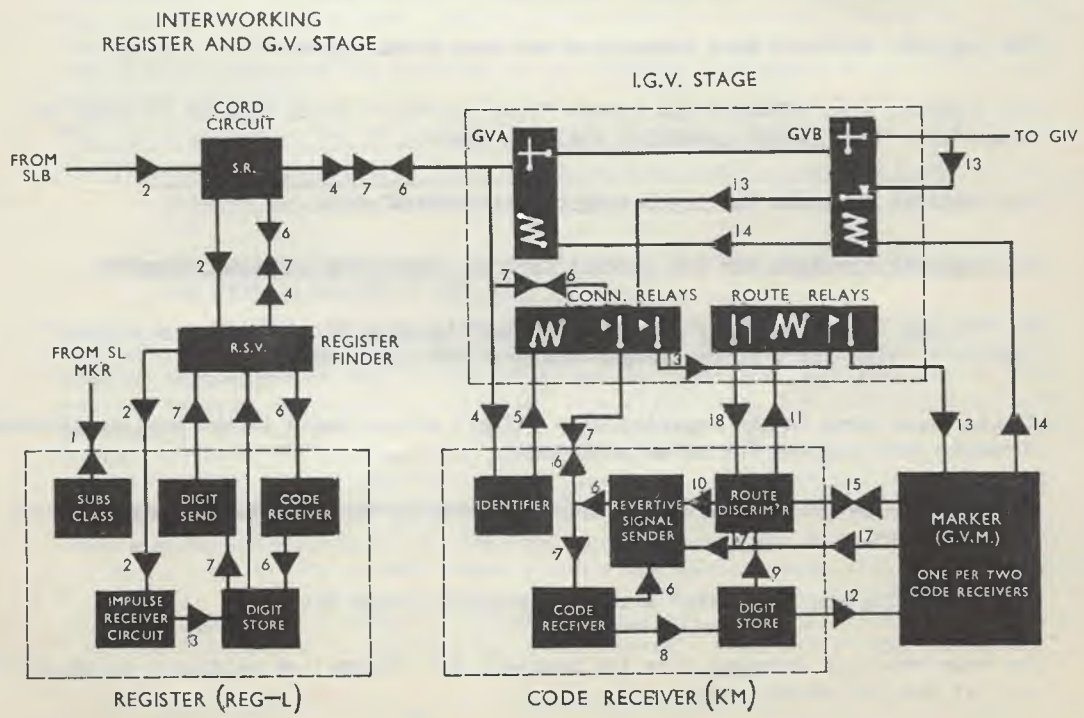 INTERWORKING
REGISTER AND G.V. STAGE
I.G.V. STAGE
CORD
CIRCUIT
GVA
GVB
TO GIV
FROM
SLB
2
S.R.
4 7 6
13
13
14
2
6
7
4
7 6
CONN. RELAYS
ROUTE RELAYS
FROM SL
MKR
R.S.V.
REGISTER
FINDER
13
1
2
7
6
4
5
7
6
18
11
13
14
SUBS
CLASS
DIGIT
SEND
CODE
RECEIVER
IDENTIFIER
6
REVERTIVE
SIGNAL
SENDER
10
ROUTE
DISCRIM'R
15
MARKER
(G.V.M.)
ONE PER TWO
CODE RECEIVERS
2
7
6
7
6
17
17
9
IMPULSE
RECEIVER
CIRCUIT
3
DIGIT
STORE
CODE
RECEIVER
8
DIGIT
STORE
12
REGISTER (REG-L)
CODE RECEIVER (KM)